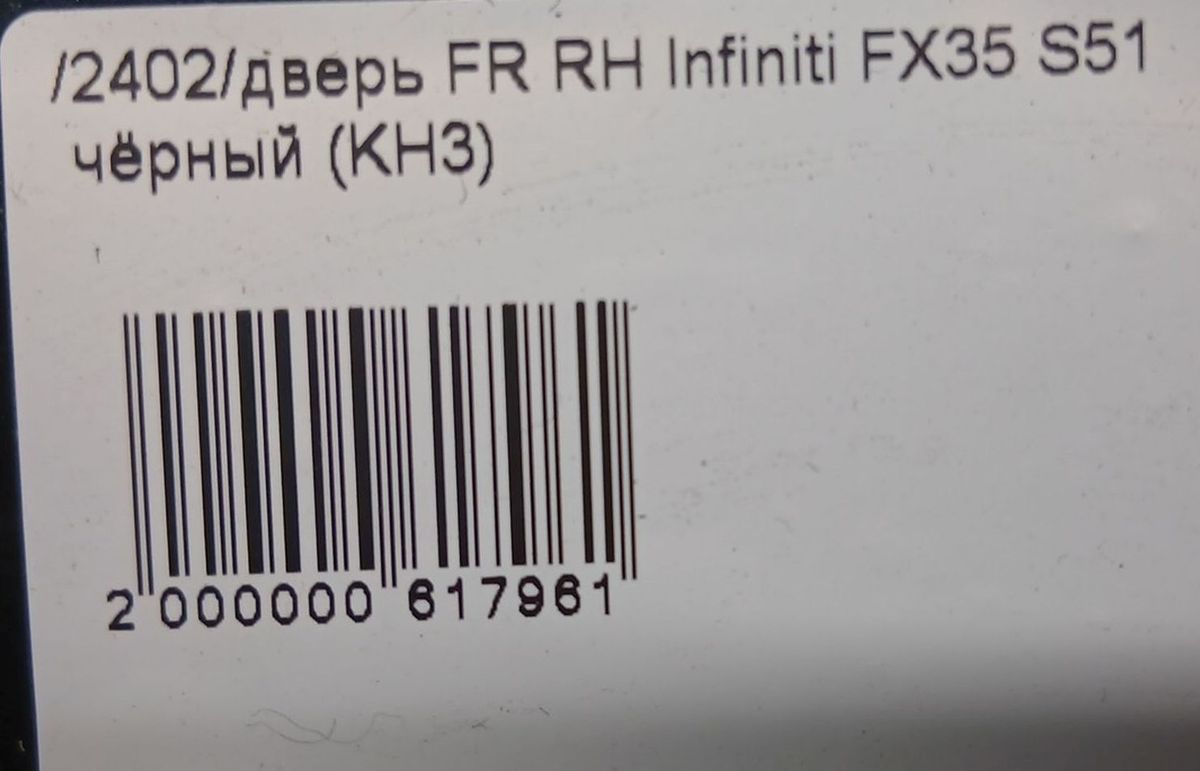 /2402/дверь FR RH Infiniti FX35 S51
чёрный (KH3)
2 000000 617961